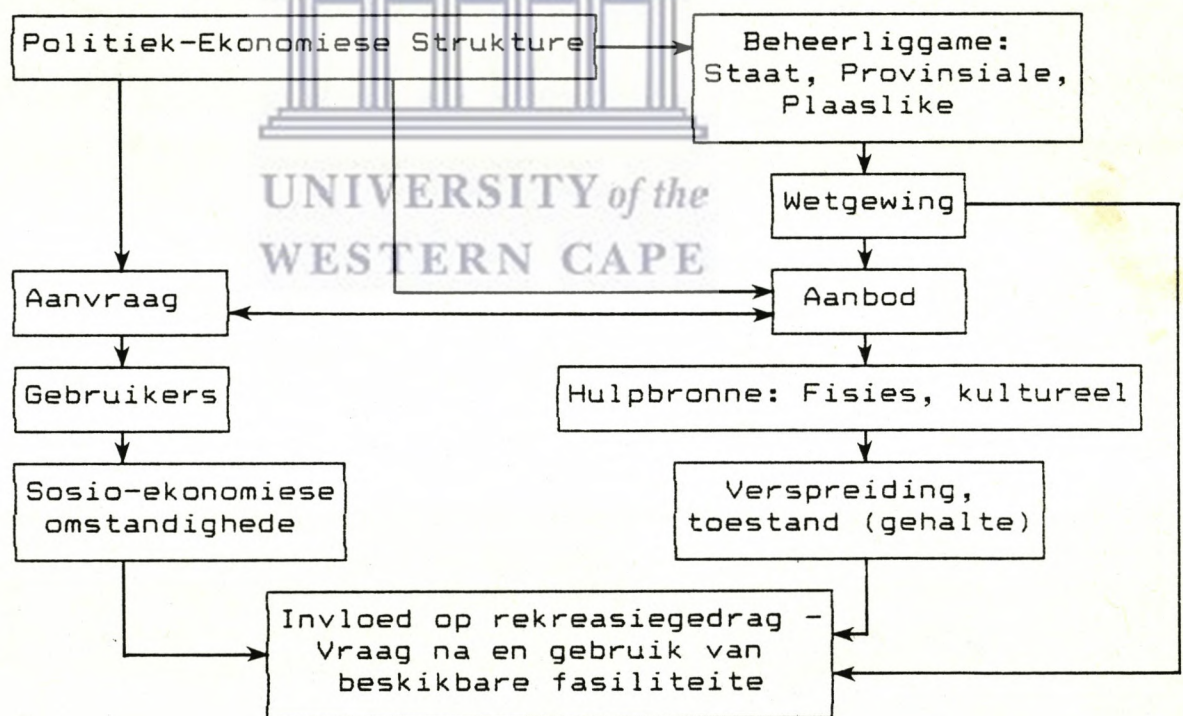 Politiek-Ekonomiese Strukture
Beheerliggame:
Staat, Provinsiale,
Plaaslike
UNIVERSITY of the
WESTERN CAPE
Wetgewing
Aanvraag
Aanbod
Gebruikers
Hulpbronne: Fisies, kultureel
Sosio-ekonomiese
omstandighede
Verspreiding,
toestand (gehalte)
Invloed op rekreasiegedrag -
Vraag na en gebruik van
beskikbare fasiliteite